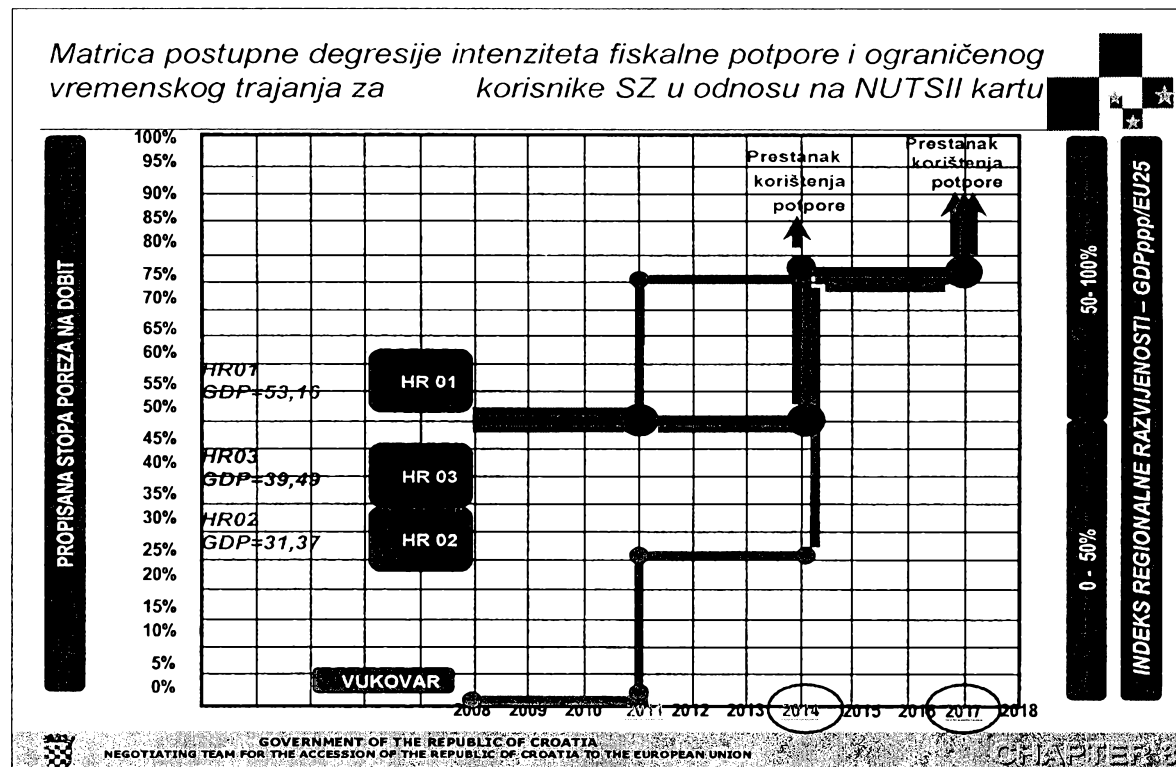 Matrica postupne degresije intenziteta fiskalne potpore i ograničenog
vremenskog trajanja za korisnike SZ u odnosu na NUTSII kartu
PROPISANA STOPA POREZA NA DOBIT
100%
95%
90%
85%
80%
75%
70%
65%
60%
55%
50%
45%
40%
35%
30%
25%
20%
15%
10%
5%
0%
HR01
GDP=53,16
HR03
GDP=39,49
HR02
GDP=31,37
HR 01
HR 03
HR 02
VUKOVAR
Prestanak
korištenja
potpore
Prestanak
korištenja
potpore
50-100%
0 - 50%
INDEKS REGIONALNE RAZVIJENOSTI – GDPppp/EU25
2008 2009 2010 2011 2012 2013 2014 2015 2016 2017 2018
GOVERNMENT OF THE REPUBLIC OF CROATIA
NEGOTIATING TEAM FOR THE ACCESSION OF THE REPUBLIC OF CROATIA TO THE EUROPEAN UNION
CHAPTER